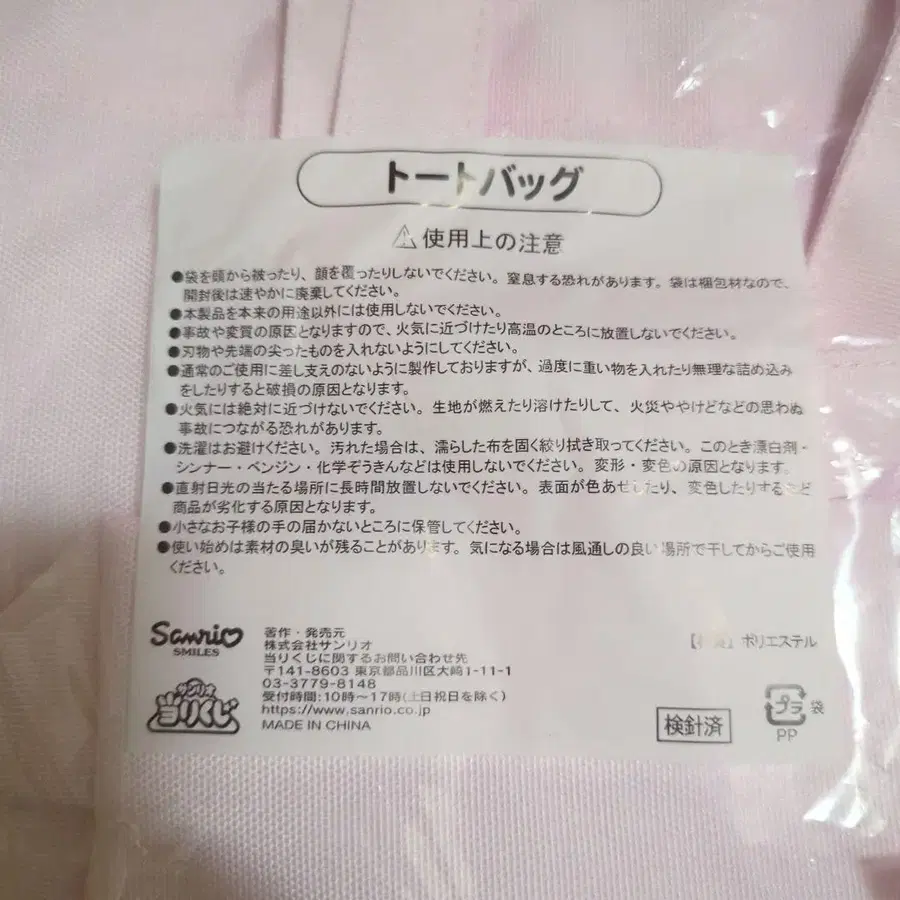 トートバッグ
⚠使用上の注意
●袋を頭から被ったり、顔を覆ったりしないでください。窒息する恐れがあります。袋は梱包材なので、
開封後は速やかに廃棄してください。
●本製品を本来の用途以外には使用しないでください。
●事故や変質の原因となりますので、火気に近づけたり高温のところに放置しないでください。
●刃物や先端の尖ったものを入れないようにしてください。
●通常のご使用に差し支えのないように製作しておりますが、過度に重い物を入れたり無理な詰め込み
をしたりすると破損の原因となります。
●火気には絶対に近づけないでください。生地が燃えたり溶けたりして、火災ややけどなどの思わぬ
事故につながる恐れがあります。
●洗濯はお避けください。汚れた場合は、濡らした布を固く絞り拭き取ってください。このとき漂白剤・
シンナー・ベンジン・化学ぞうきんなどは使用しないでください。変形・変色の原因となります。
●直射日光の当たる場所に長時間放置しないでください。表面が色あせしたり、変色したりするなど
商品が劣化する原因となります。
●小さなお子様の手の届かないところに保管してください。
●使い始めは素材の臭いが残ることがあります。気になる場合は風通しの良い場所で干してからご使用
ください。
Sanrio
SMILES
サンリオ
当りくじ
著作・発売元
株式会社サンリオ
当りくじに関するお問い合わせ先
〒141-8603 東京都品川区大崎1-11-1
03-3779-8148
受付時間:10時〜17時(土日祝日を除く)
https://www.sanrio.co.jp
MADE IN CHINA
ポリエステル
検針済
プラ 袋
PP